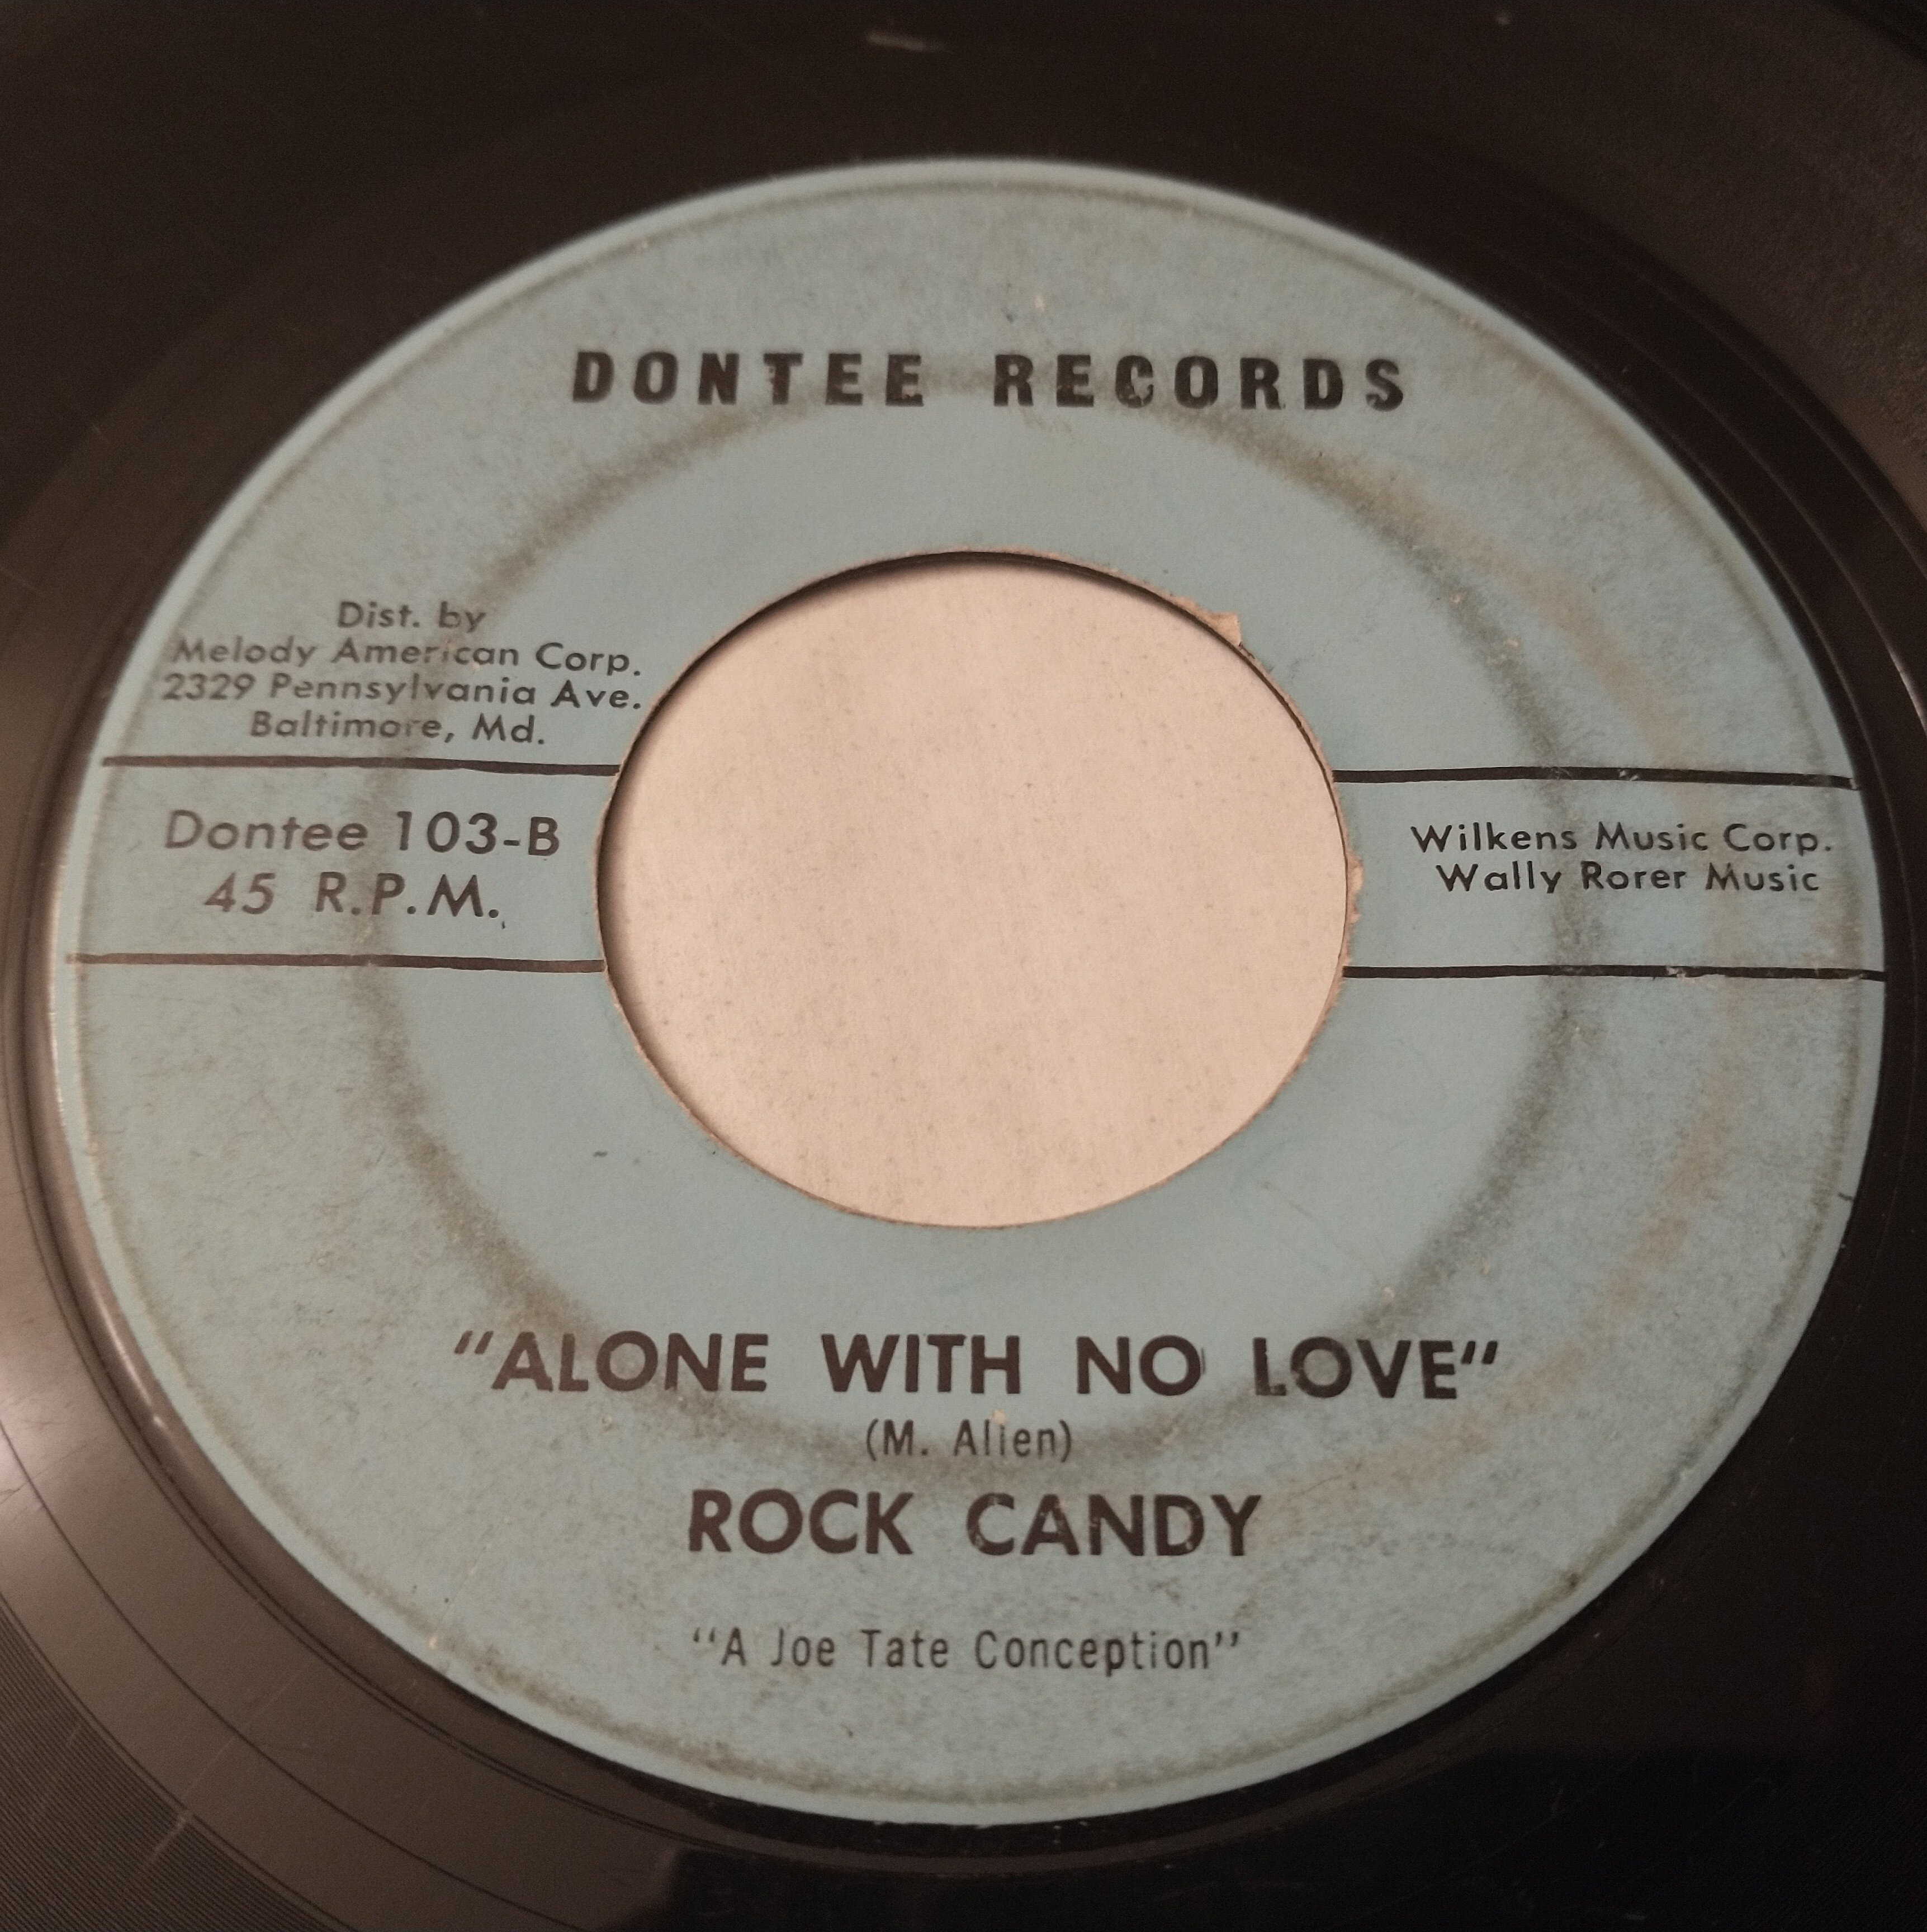 DONTEE RECORDS
Dist. by
Melody American Corp.
2329 Pennsylvania Ave.
Baltimore, Md.
Dontee 103-B
45 R.P.M.
Wilkens Music Corp.
Wally Rorer Music
"ALONE WITH NO LOVE"
(M. Allen)
ROCK CANDY
"A Joe Tate Conception"